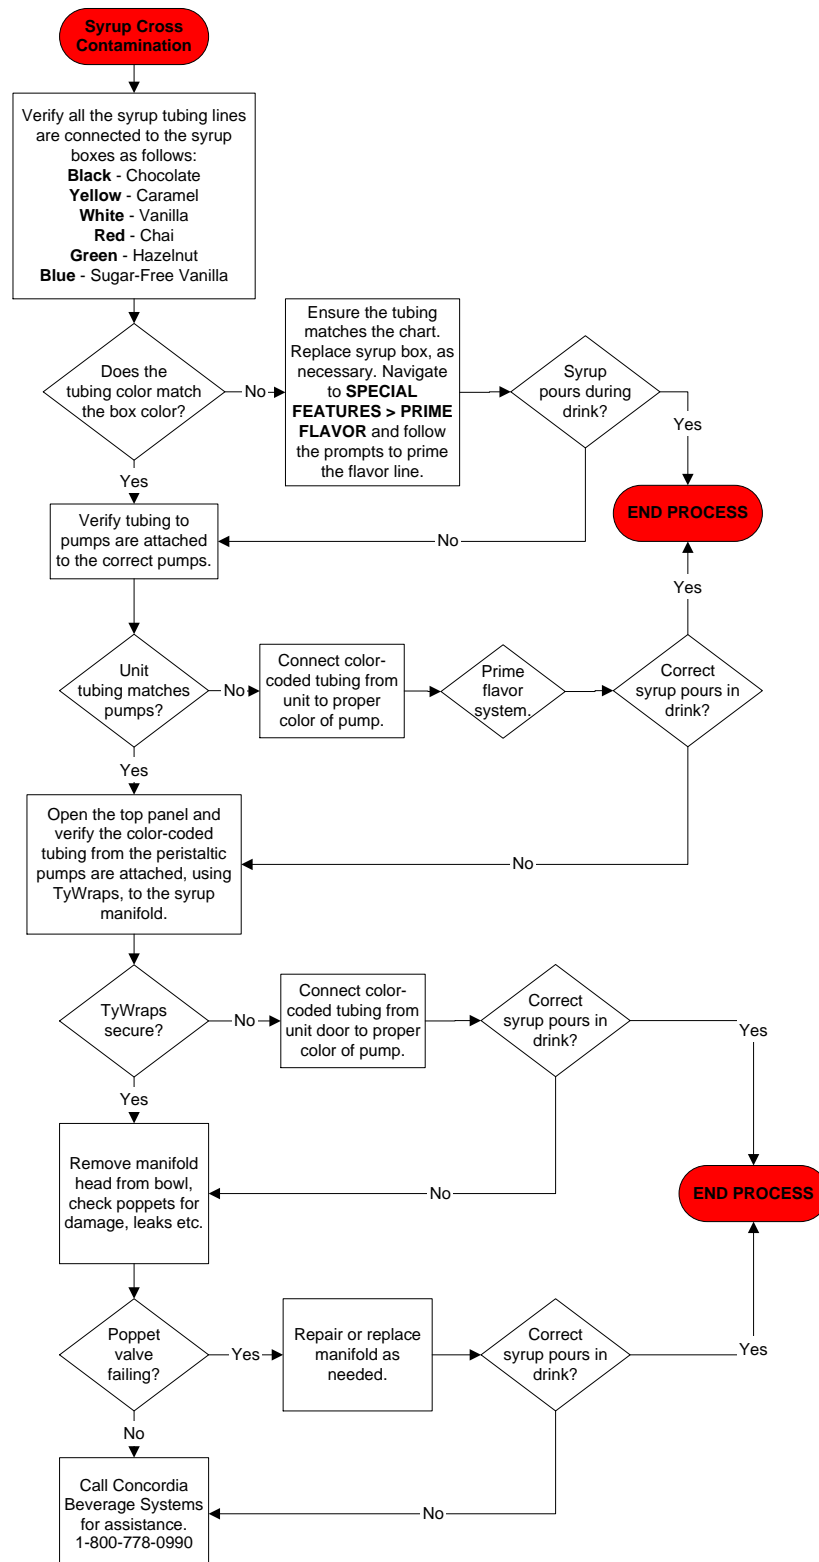 Syrup Cross
Contamination
Verify all the syrup tubing lines
are connected to the syrup
boxes as follows:
Black - Chocolate
Yellow - Caramel
White - Vanilla
Red - Chai
Green - Hazelnut
Blue - Sugar-Free Vanilla
Does the
tubing color match
the box color?
No
Ensure the tubing
matches the chart.
Replace syrup box, as
necessary. Navigate
to SPECIAL
FEATURES > PRIME
FLAVOR and follow
the prompts to prime
the flavor line.
Syrup
pours during
drink?
Yes
END PROCESS
Yes
No
Verify tubing to
pumps are attached
to the correct pumps.
Unit
tubing matches
pumps?
No
Connect color-
coded tubing from
unit to proper
color of pump.
Prime
flavor
system.
Correct
syrup pours in
drink?
Yes
Yes
No
Open the top panel and
verify the color-coded
tubing from the peristaltic
pumps are attached, using
TyWraps, to the syrup
manifold.
TyWraps
secure?
No
Connect color-
coded tubing from
unit door to proper
color of pump.
Correct
syrup pours in
drink?
Yes
Yes
No
END PROCESS
Remove manifold
head from bowl,
check poppets for
damage, leaks etc.
Poppet
valve
failing?
Yes
Repair or replace
manifold as
needed.
Correct
syrup pours in
drink?
Yes
No
No
Call Concordia
Beverage Systems
for assistance.
1-800-778-0990